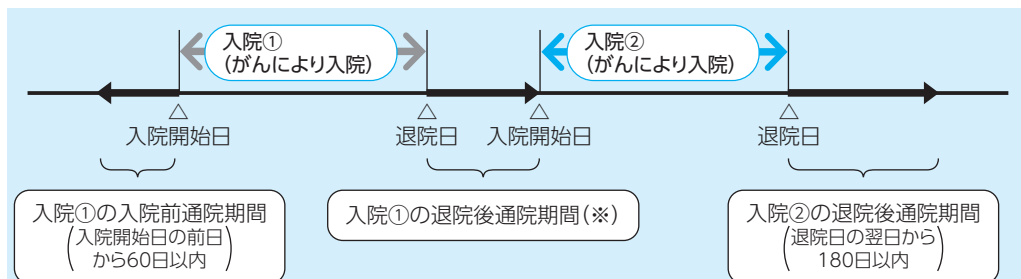 入院①
(がんにより入院)
入院②
(がんにより入院)
△
入院開始日
△
退院日
△
入院開始日
△
退院日
入院①の入院前通院期間
(入院開始日の前日
から60日以内)
入院①の退院後通院期間(※)
入院②の退院後通院期間
(退院日の翌日から
180日以内)